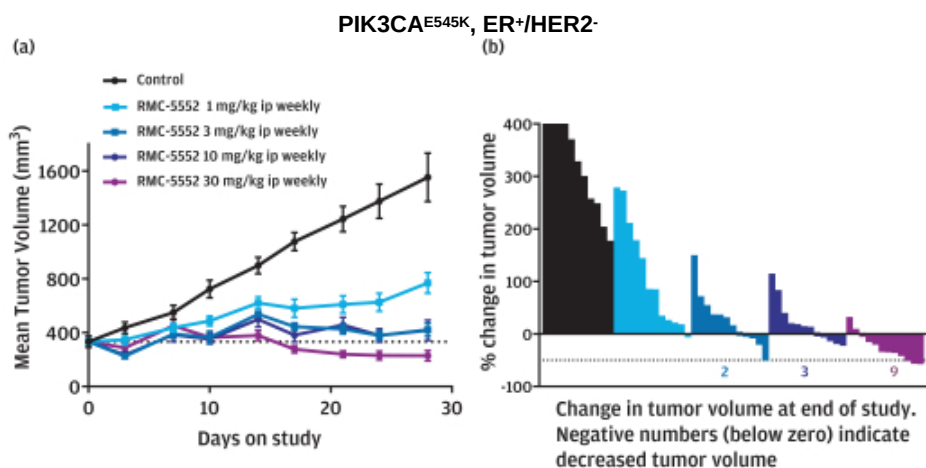 PIK3CAE545K, ER+/HER2-
(a)
Control
RMC-5552 1 mg/kg ip weekly
RMC-5552 3 mg/kg ip weekly
RMC-5552 10 mg/kg ip weekly
RMC-5552 30 mg/kg ip weekly
Mean Tumor Volume (mm³)
1600
1200
800
400
0
0
10
20
30
Days on study
(b)
% change in tumor volume
400
300
200
100
0
-100
2
3
9
Change in tumor volume at end of study.
Negative numbers (below zero) indicate
decreased tumor volume